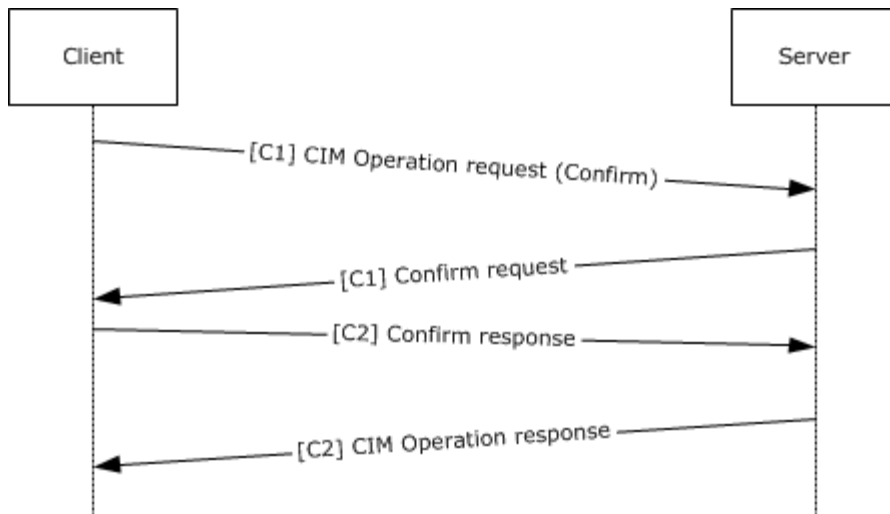 Client
Server
[C1] CIM Operation request (Confirm)
[C1] Confirm request
[C2] Confirm response
[C2] CIM Operation response